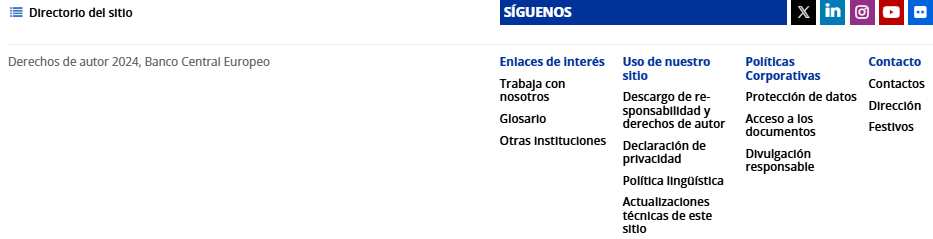 Directorio del sitio
SÍGUENOS
Derechos de autor 2024, Banco Central Europeo
Enlaces de interés
Trabaja con
nosotros
Glosario
Otras instituciones
Uso de nuestro
sitio
Descargo de re-
sponsabilidad y
derechos de autor
Declaración de
privacidad
Política lingüística
Actualizaciones
técnicas de este
sitio
Políticas
Corporativas
Protección de datos
Acceso a los
documentos
Divulgación
responsable
Contacto
Contactos
Dirección
Festivos